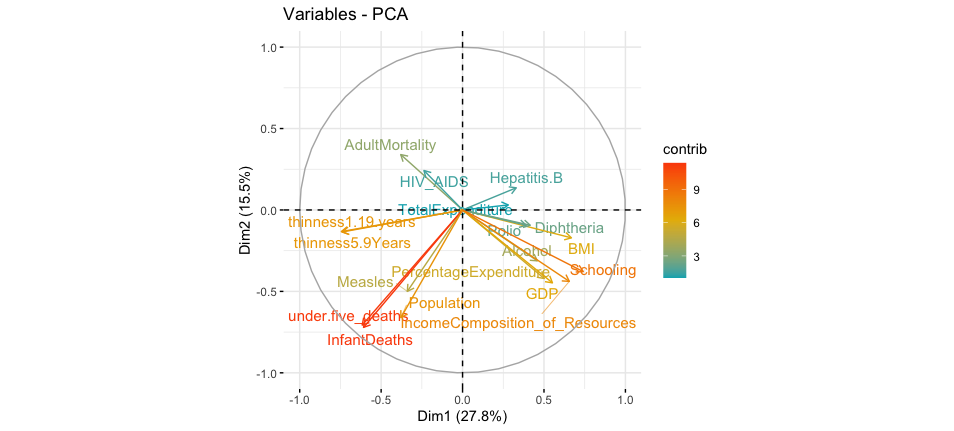 Variables - PCA
1.0
0.5
0.0
-0.5
-1.0
Dim2 (15.5%)
AdultMortality
HIV_AIDS
Hepatitis.B
TotalExpenditure
thinness1.19.years
thinness5.9Years
Polio
Diphtheria
BMI
Alcohol
Schooling
PercentageExpenditure
Measles
GDP
Population
under.five_deaths
IncomeComposition_of_Resources
InfantDeaths
-1.0
-0.5
0.0
0.5
1.0
Dim1 (27.8%)
contrib
9
6
3